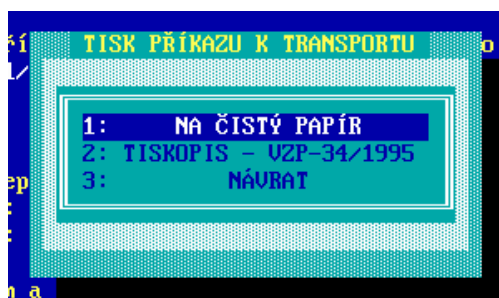 TISK PŘÍKAZU K TRANSPORTU
1: NA ČISTÝ PAPÍR
2: TISKOPIS - VZP-34/1995
3: NÁVRAT